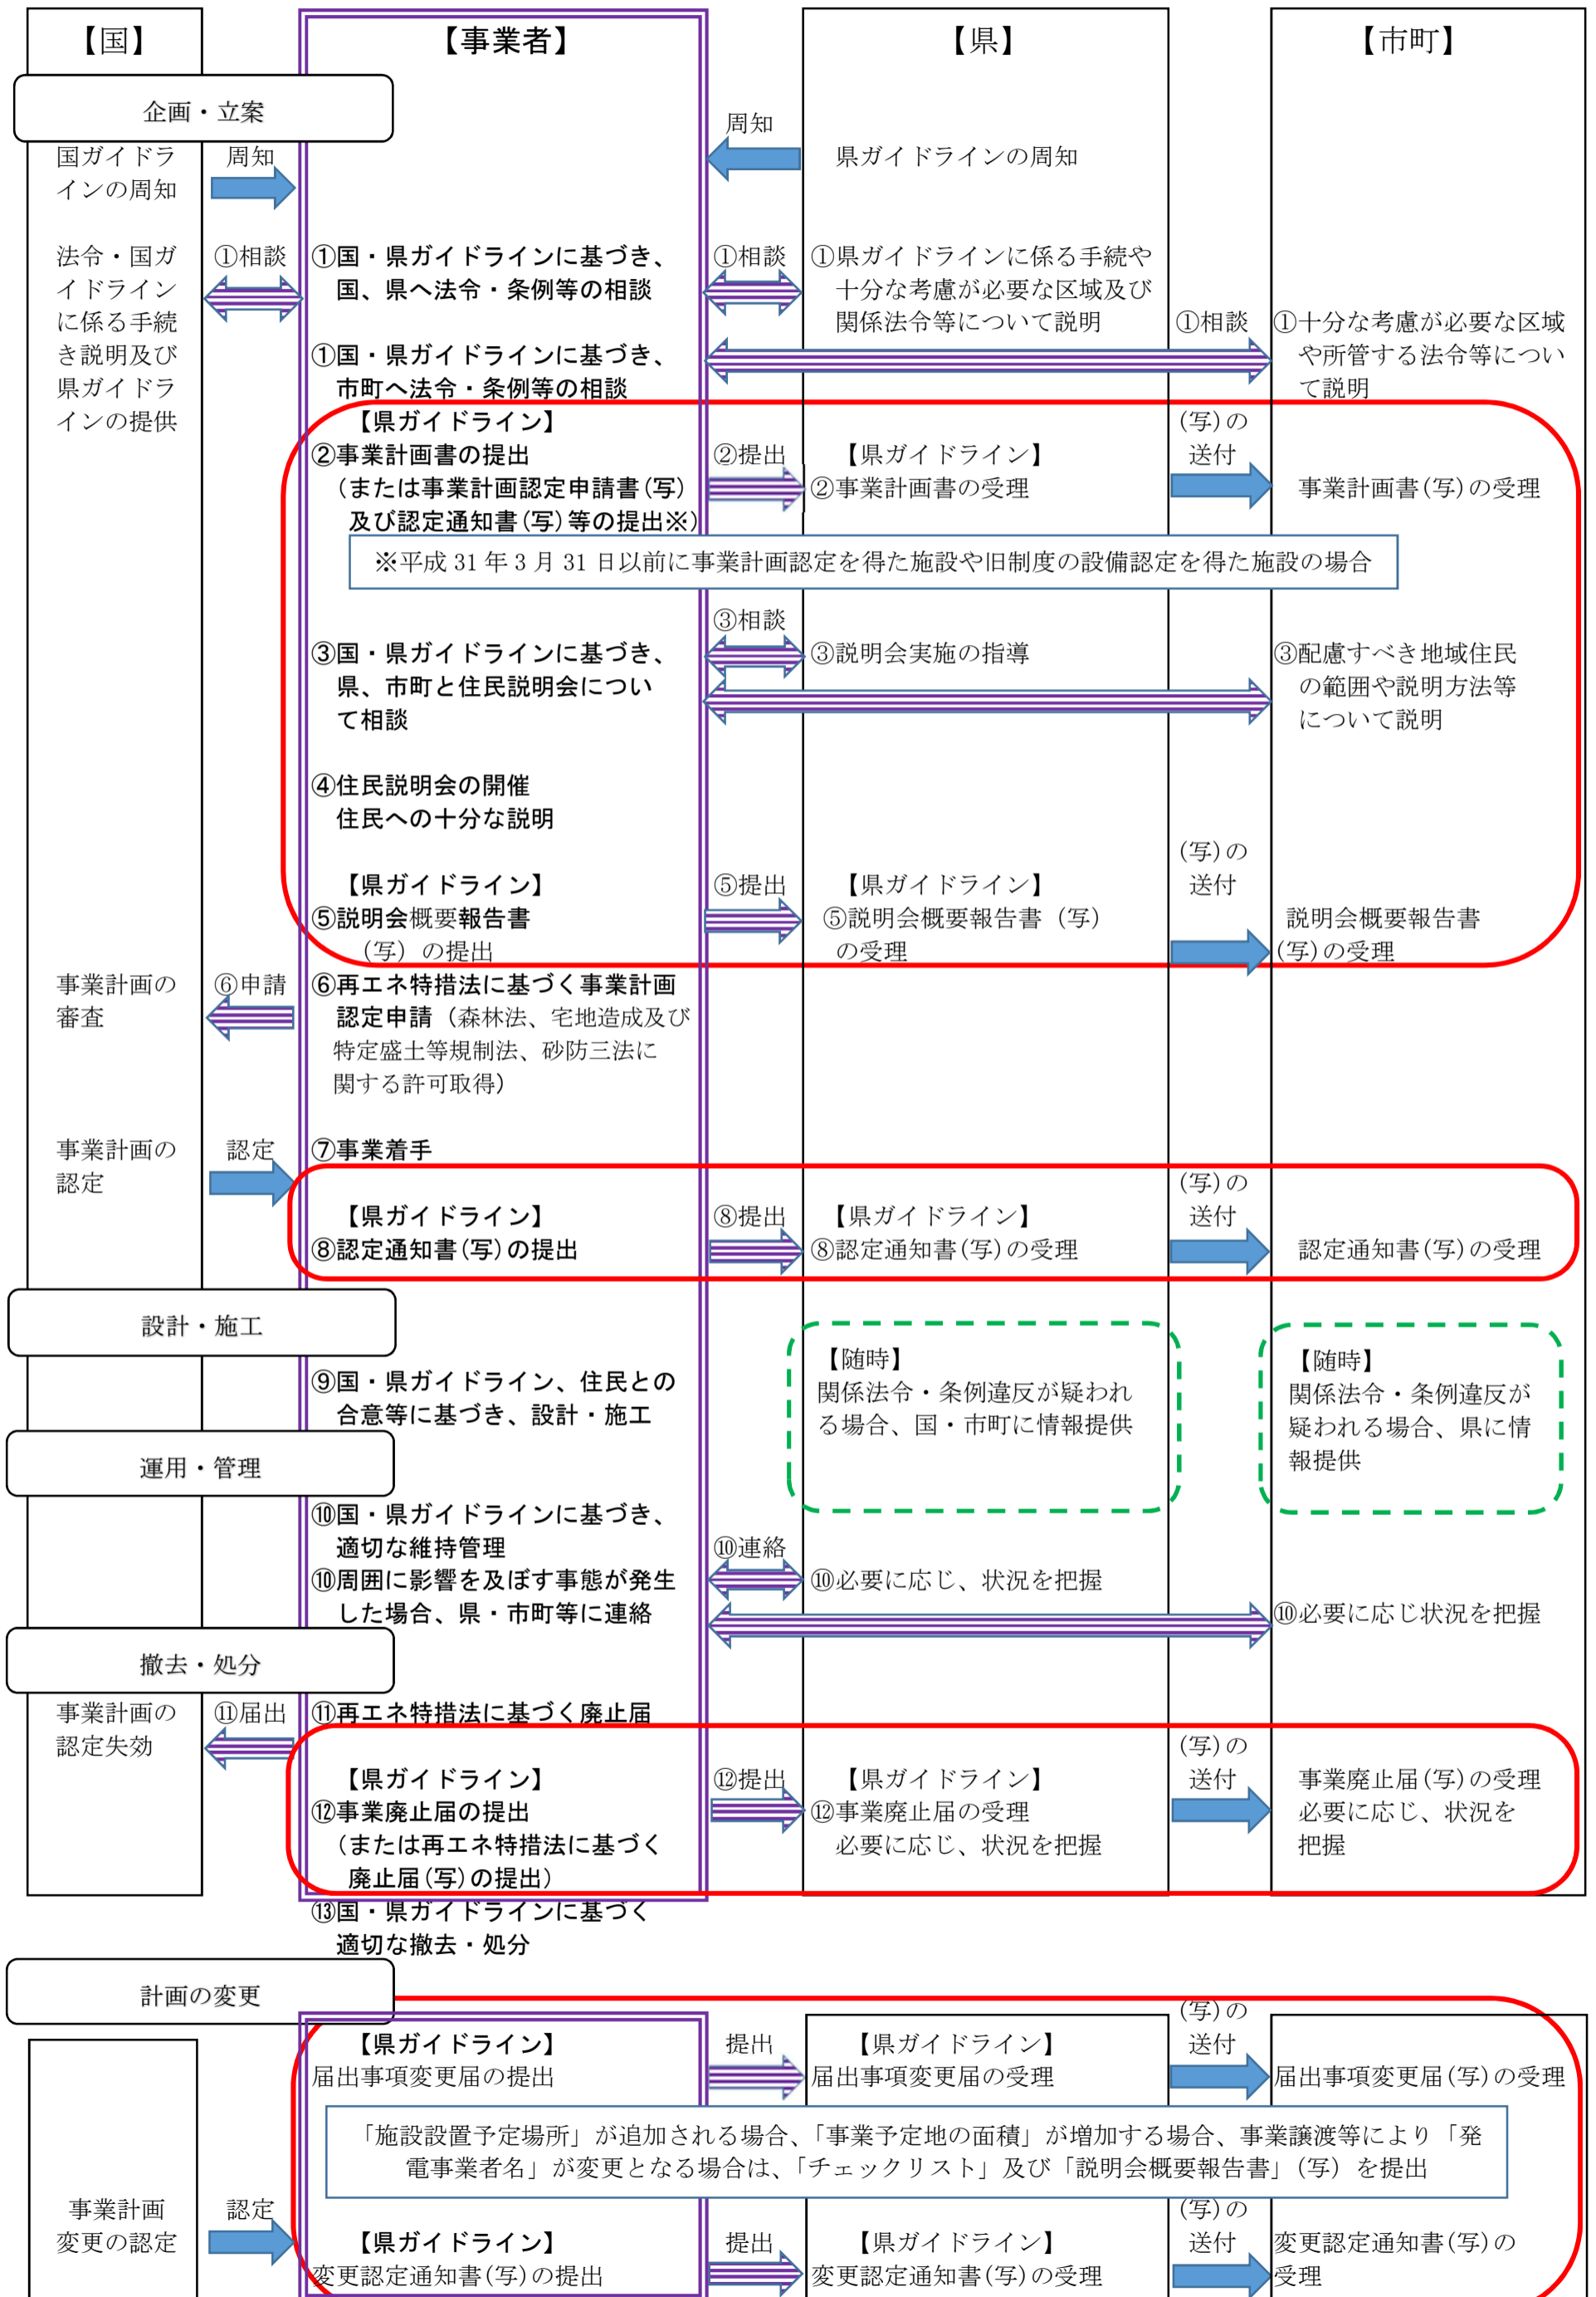 【国】
【事業者】
【県】
【市町】
企画・立案
国ガイドラ
インの周知
周知
周知
県ガイドラインの周知
法令・国ガ
イドライン
に係る手続
き説明及び
県ガイドラ
インの提供
①相談
①国・県ガイドラインに基づき、
国、県へ法令・条例等の相談
①相談
①県ガイドラインに係る手続や
十分な考慮が必要な区域及び
関係法令等について説明
①国・県ガイドラインに基づき、
市町へ法令・条例等の相談
①相談
①十分な考慮が必要な区域
や所管する法令等につい
て説明
【県ガイドライン】
②事業計画書の提出
（または事業計画認定申請書(写)
及び認定通知書(写)等の提出※）
②提出
【県ガイドライン】
②事業計画書の受理
(写)の
送付
事業計画書(写)の受理
※平成 31 年 3 月 31 日以前に事業計画認定を得た施設や旧制度の設備認定を得た施設の場合
③国・県ガイドラインに基づき、
県、市町と住民説明会につい
て相談
③相談
③説明会実施の指導
③配慮すべき地域住民
の範囲や説明方法等
について説明
④住民説明会の開催
住民への十分な説明
【県ガイドライン】
⑤説明会概要報告書
（写）の提出
⑤提出
【県ガイドライン】
⑤説明会概要報告書（写）
の受理
(写)の
送付
説明会概要報告書
(写)の受理
事業計画の
審査
⑥申請
⑥再エネ特措法に基づく事業計画
認定申請（森林法、宅地造成及び
特定盛土等規制法、砂防三法に
関する許可取得）
事業計画の
認定
認定
⑦事業着手
【県ガイドライン】
⑧認定通知書(写)の提出
⑧提出
【県ガイドライン】
⑧認定通知書(写)の受理
(写)の
送付
認定通知書(写)の受理
設計・施工
⑨国・県ガイドライン、住民との
合意等に基づき、設計・施工
【随時】
関係法令・条例違反が疑われ
る場合、国・市町に情報提供
【随時】
関係法令・条例違反が
疑われる場合、県に情
報提供
運用・管理
⑩国・県ガイドラインに基づき、
適切な維持管理
⑩周囲に影響を及ぼす事態が発生
した場合、県・市町等に連絡
⑩連絡
⑩必要に応じ、状況を把握
⑩必要に応じ状況を把握
撤去・処分
事業計画の
認定失効
⑪届出
⑪再エネ特措法に基づく廃止届
【県ガイドライン】
⑫事業廃止届の提出
（または再エネ特措法に基づく
廃止届(写)の提出）
⑫提出
【県ガイドライン】
⑫事業廃止届の受理
必要に応じ、状況を把握
(写)の
送付
事業廃止届(写)の受理
必要に応じ、状況を
把握
⑬国・県ガイドラインに基づく
適切な撤去・処分
計画の変更
【県ガイドライン】
届出事項変更届の提出
提出
【県ガイドライン】
届出事項変更届の受理
(写)の
送付
届出事項変更届(写)の受理
「施設設置予定場所」が追加される場合、「事業予定地の面積」が増加する場合、事業譲渡等により「発
電事業者名」が変更となる場合は、「チェックリスト」及び「説明会概要報告書」（写）を提出
事業計画
変更の認定
認定
【県ガイドライン】
変更認定通知書(写)の提出
提出
【県ガイドライン】
変更認定通知書(写)の受理
(写)の
送付
変更認定通知書(写)の
受理